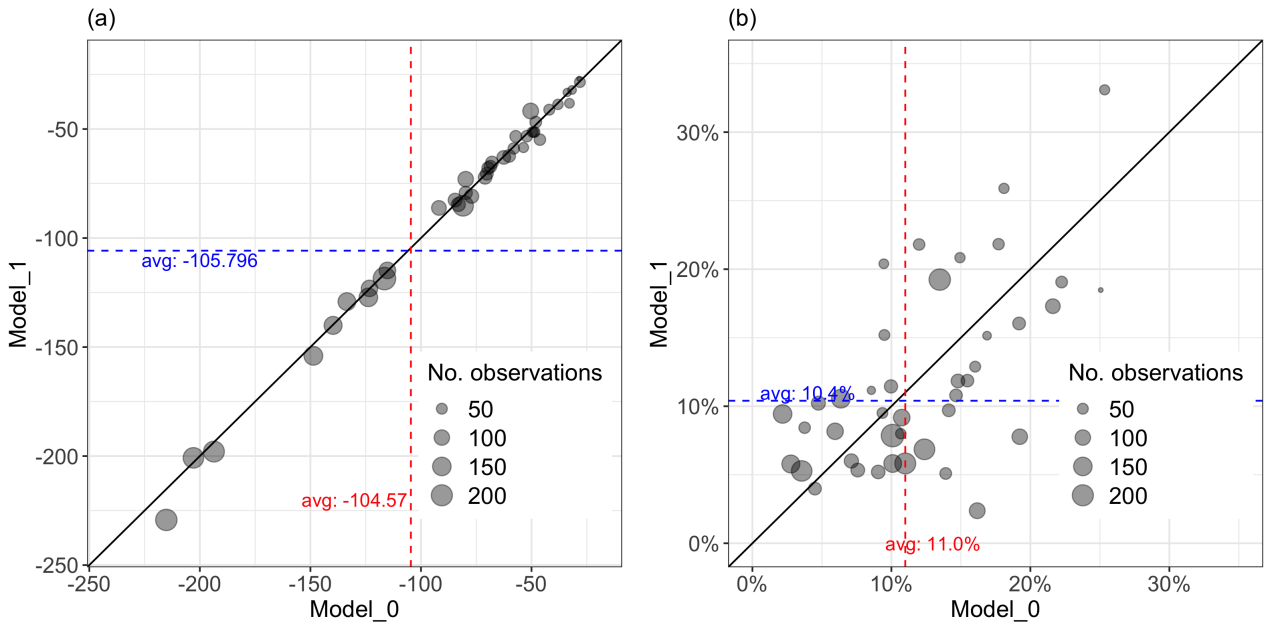 (a)
Model_1
-50
-100
-150
-200
-250
avg: -105.796
avg: -104.57
No. observations
50
100
150
200
-250
-200
-150
-100
-50
Model_0
(b)
Model_1
30%
20%
10%
0%
avg: 10.4%
avg: 11.0%
No. observations
50
100
150
200
0%
10%
20%
30%
Model_0